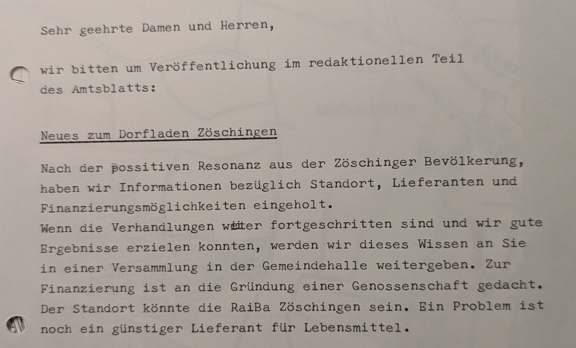 Sehr geehrte Damen und Herren,
wir bitten um Veröffentlichung im redaktionellen Teil
des Amtsblatts:
Neues zum Dorfladen Zöschingen
Nach der possitiven Resonanz aus der Zöschinger Bevölkerung,
haben wir Informationen bezüglich Standort, Lieferanten und
Finanzierungsmöglichkeiten eingeholt.
Wenn die Verhandlungen weiter fortgeschritten sind und wir gute
Ergebnisse erzielen konnten, werden wir dieses Wissen an Sie
in einer Versammlung in der Gemeindehalle weitergeben. Zur
Finanzierung ist an die Gründung einer Genossenschaft gedacht.
Der Standort könnte die RaiBa Zöschingen sein. Ein Problem ist
noch ein günstiger Lieferant für Lebensmittel.